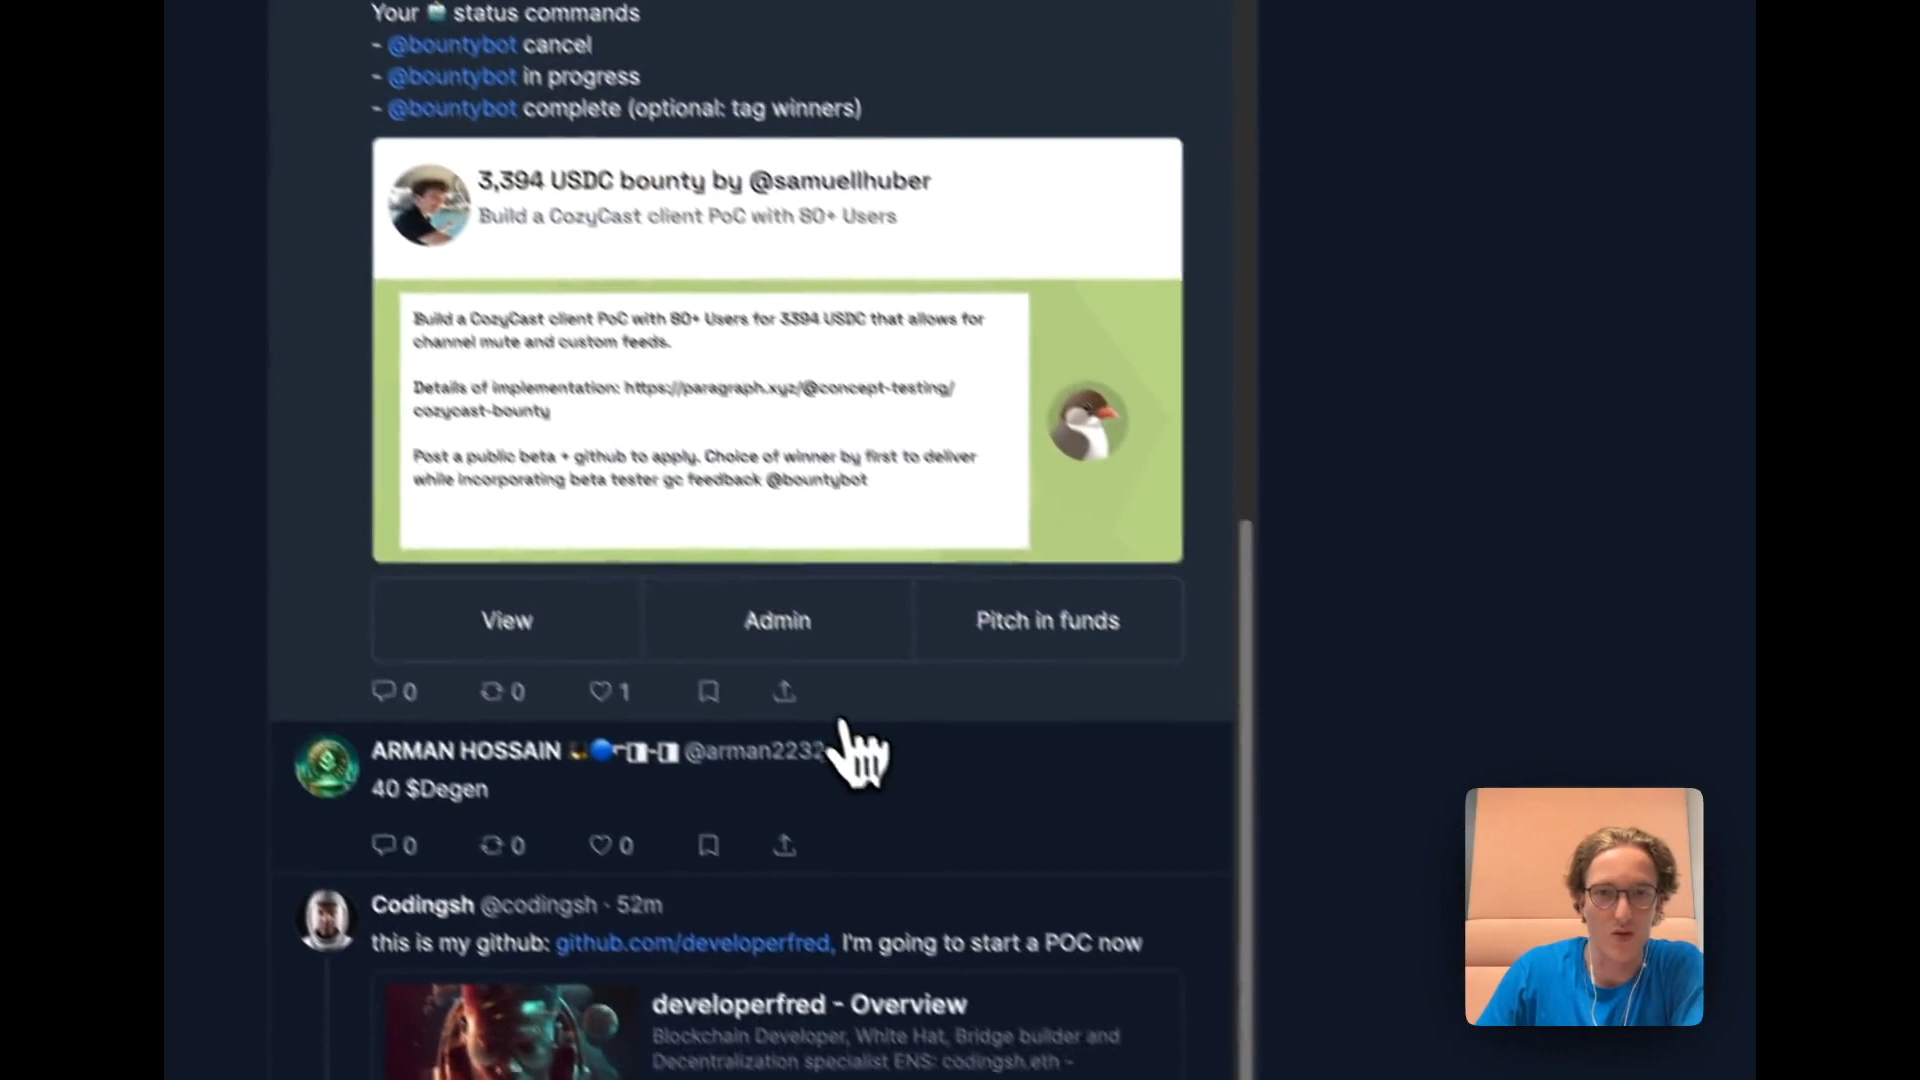 Your 🤖 status commands
- @bountybot cancel
- @bountybot in progress
- @bountybot complete (optional: tag winners)
3,394 USDC bounty by @samuellhuber
Build a CozyCast client PoC with 80+ Users
Build a CozyCast client PoC with 80+ Users for 3394 USDC that allows for
channel mute and custom feeds.
Details of implementation: https://paragraph.xyz/@concept-testing/
cozycast-bounty
Post a public beta + github to apply. Choice of winner by first to deliver
while incorporating beta tester gc feedback @bountybot
View Admin Pitch in funds
0 0 1
ARMAN HOSSAIN @arman2232
40 $Degen
0 0 0
Codingsh @codingsh · 52m
this is my github: github.com/developerfred, I'm going to start a POC now
developerfred - Overview
Blockchain Developer, White Hat, Bridge builder and
Decentralization specialist ENS: codingsh.eth -